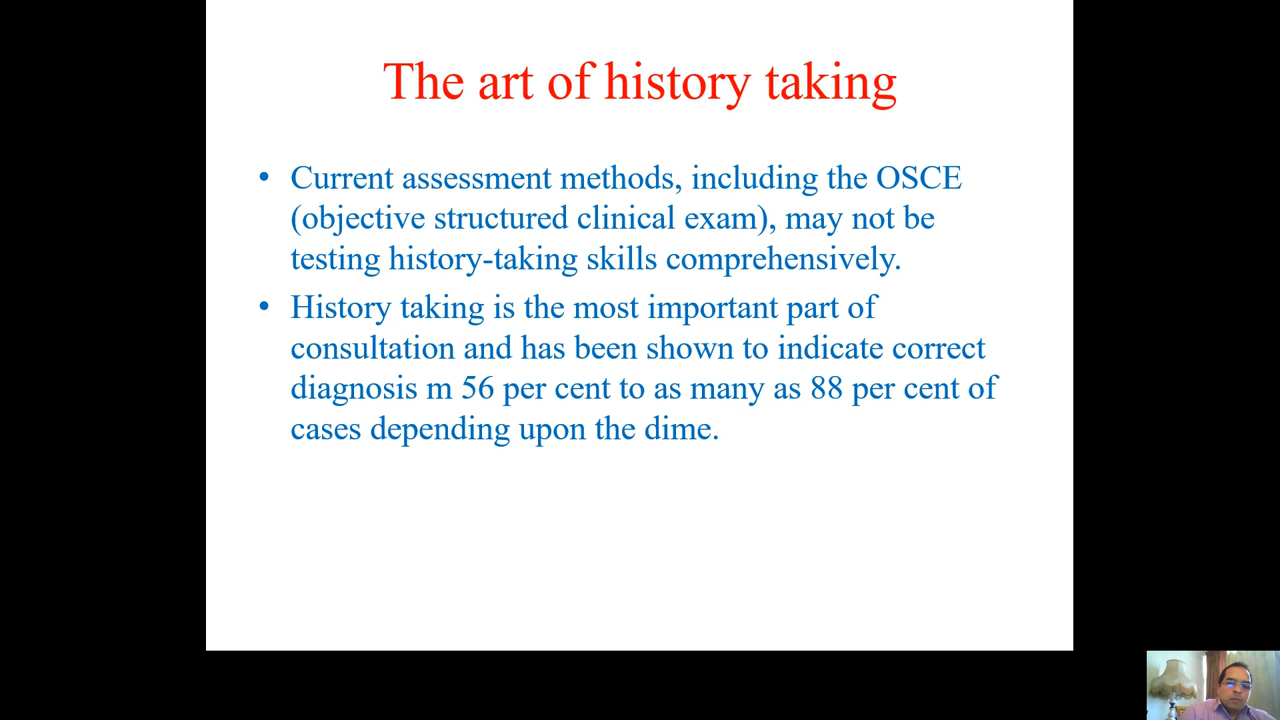 The art of history taking
• Current assessment methods, including the OSCE
(objective structured clinical exam), may not be
testing history-taking skills comprehensively.
• History taking is the most important part of
consultation and has been shown to indicate correct
diagnosis m 56 per cent to as many as 88 per cent of
cases depending upon the dime.